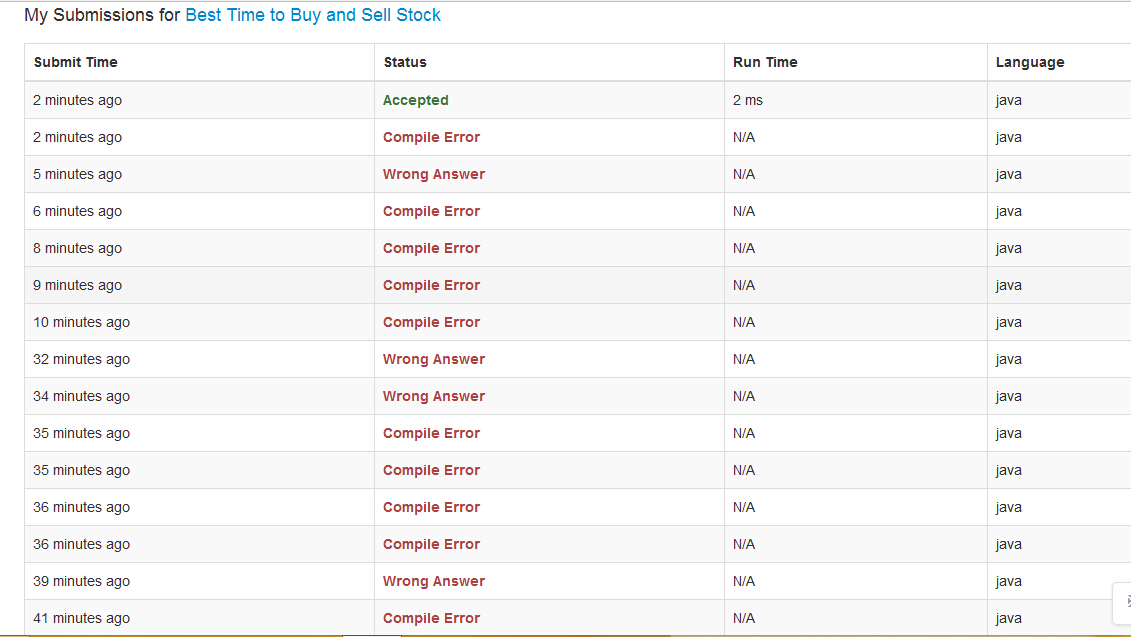 My Submissions for Best Time to Buy and Sell Stock
Submit Time Status Run Time Language
2 minutes ago Accepted 2 ms java
2 minutes ago Compile Error N/A java
5 minutes ago Wrong Answer N/A java
6 minutes ago Compile Error N/A java
8 minutes ago Compile Error N/A java
9 minutes ago Compile Error N/A java
10 minutes ago Compile Error N/A java
32 minutes ago Wrong Answer N/A java
34 minutes ago Wrong Answer N/A java
35 minutes ago Compile Error N/A java
35 minutes ago Compile Error N/A java
36 minutes ago Compile Error N/A java
36 minutes ago Compile Error N/A java
39 minutes ago Wrong Answer N/A java
41 minutes ago Compile Error N/A java